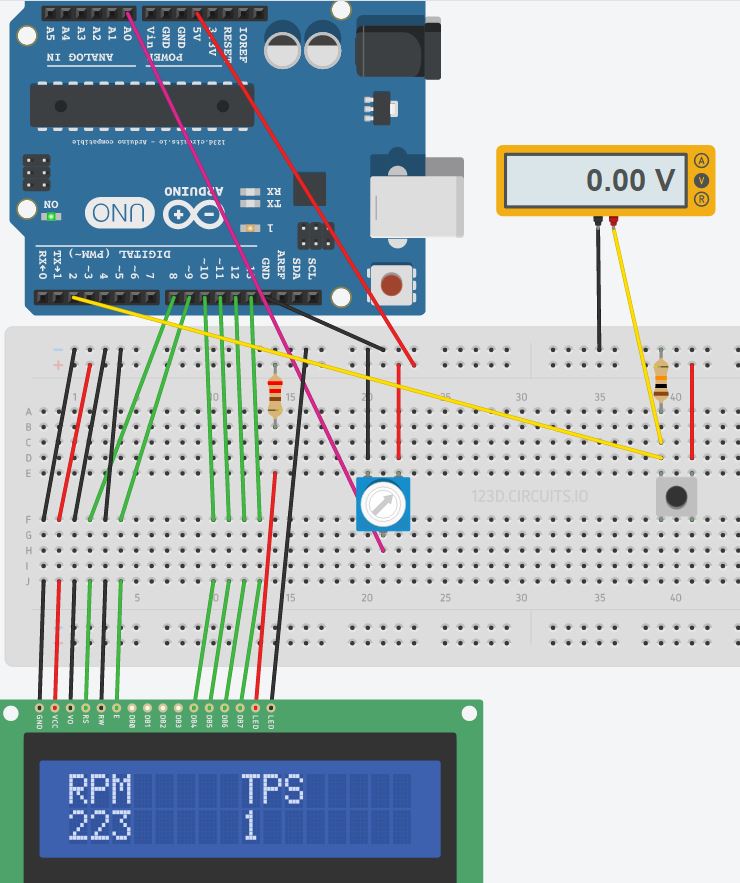 A5 A4 A3 A2 A1 A0 Vin GND GND 5V 3.3V RESET IOREF
ANALOG IN POWER
123d.circuits.io - Arduino compatible
0.00 V
A
V
R
ON
UNO
ARDUINO
RX
TX
1
DIGITAL (PWM~)
RX←0 TX→1 2 ~3 4 ~5 ~6 7 8 ~9 ~10 ~11 12 13 GND AREF SDA SCL
− +
1 10 15 20 25 30 35 40
A
B
C
D
E
123D.CIRCUITS.IO
F
G
H
I
J
5 10 15 20 25 30 35 40
GND VCC VO RS RW E DB0 DB1 DB2 DB3 DB4 DB5 DB6 DB7 LED LED
RPM TPS
223 1